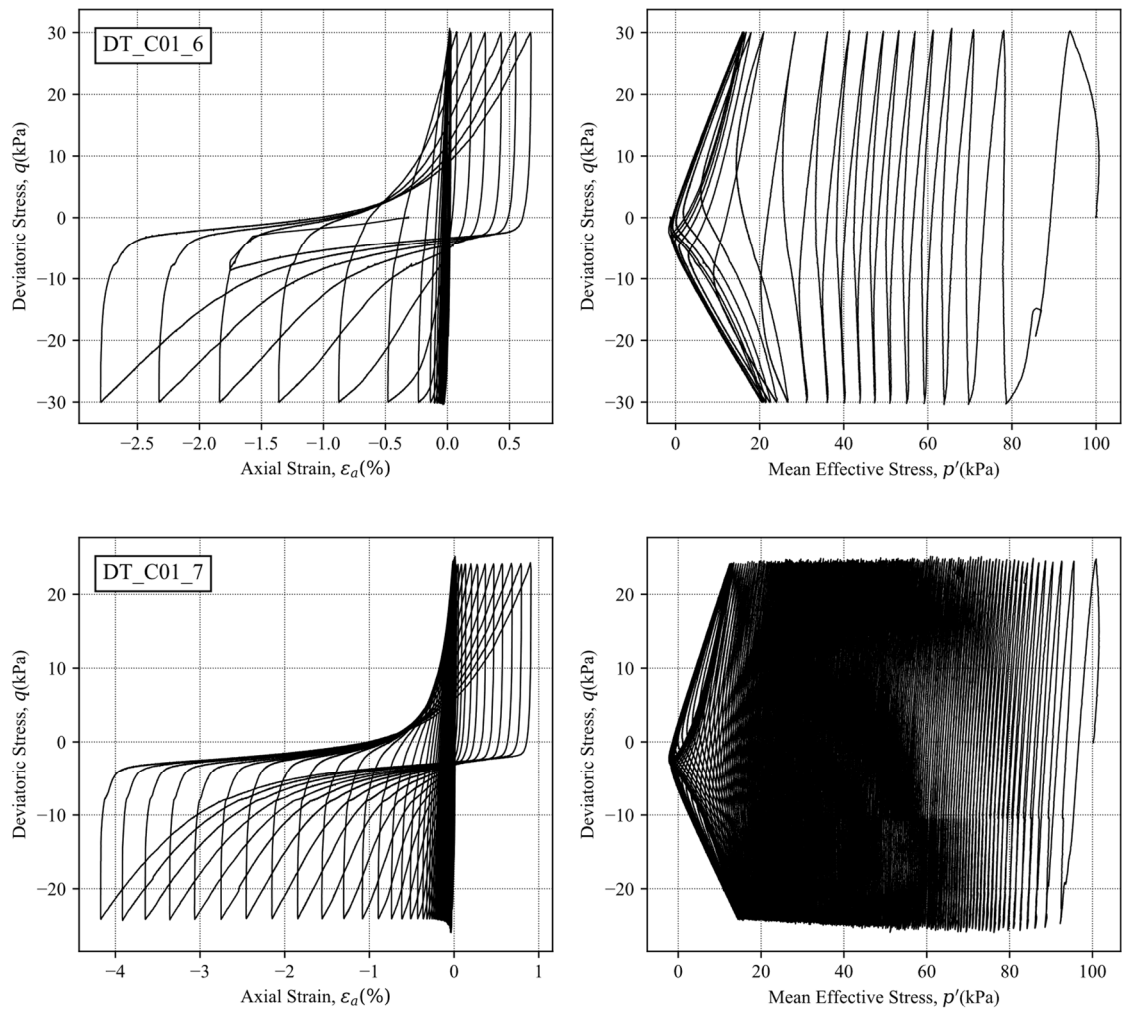 DT_C01_6
30
20
10
0
−10
−20
−30
Deviatoric Stress, q(kPa)
−2.5 −2.0 −1.5 −1.0 −0.5 0.0 0.5
Axial Strain, εa(%)
30
20
10
0
−10
−20
−30
Deviatoric Stress, q(kPa)
0 20 40 60 80 100
Mean Effective Stress, p′(kPa)
DT_C01_7
20
10
0
−10
−20
Deviatoric Stress, q(kPa)
−4 −3 −2 −1 0 1
Axial Strain, εa(%)
20
10
0
−10
−20
Deviatoric Stress, q(kPa)
0 20 40 60 80 100
Mean Effective Stress, p′(kPa)